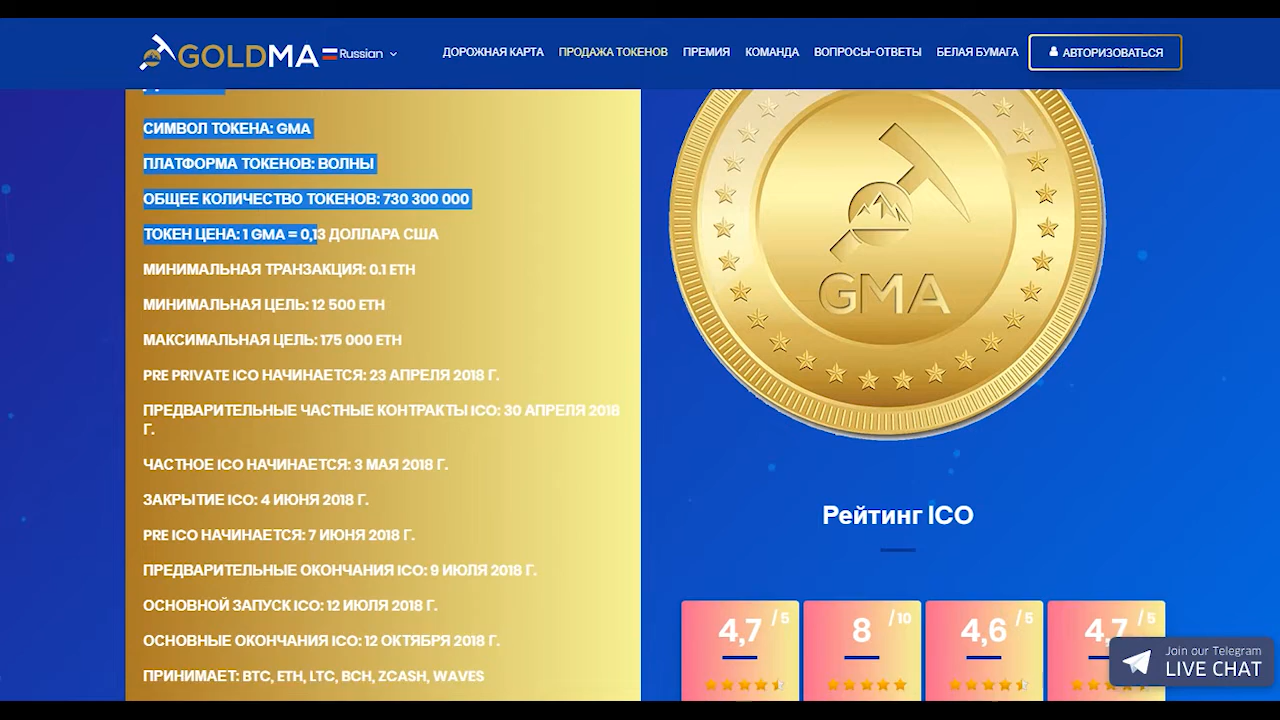 GOLDMA
Russian
ДОРОЖНАЯ КАРТА
ПРОДАЖА ТОКЕНОВ
ПРЕМИЯ
КОМАНДА
ВОПРОСЫ-ОТВЕТЫ
БЕЛАЯ БУМАГА
АВТОРИЗОВАТЬСЯ
СИМВОЛ ТОКЕНА: GMA
ПЛАТФОРМА ТОКЕНОВ: ВОЛНЫ
ОБЩЕЕ КОЛИЧЕСТВО ТОКЕНОВ: 730 300 000
ТОКЕН ЦЕНА: 1 GMA = 0,13 ДОЛЛАРА США
МИНИМАЛЬНАЯ ТРАНЗАКЦИЯ: 0.1 ETH
МИНИМАЛЬНАЯ ЦЕЛЬ: 12 500 ETH
МАКСИМАЛЬНАЯ ЦЕЛЬ: 175 000 ETH
PRE PRIVATE ICO НАЧИНАЕТСЯ: 23 АПРЕЛЯ 2018 Г.
ПРЕДВАРИТЕЛЬНЫЕ ЧАСТНЫЕ КОНТРАКТЫ ICO: 30 АПРЕЛЯ 2018
Г.
ЧАСТНОЕ ICO НАЧИНАЕТСЯ: 3 МАЯ 2018 Г.
ЗАКРЫТИЕ ICO: 4 ИЮНЯ 2018 Г.
PRE ICO НАЧИНАЕТСЯ: 7 ИЮНЯ 2018 Г.
ПРЕДВАРИТЕЛЬНЫЕ ОКОНЧАНИЯ ICO: 9 ИЮЛЯ 2018 Г.
ОСНОВНОЙ ЗАПУСК ICO: 12 ИЮЛЯ 2018 Г.
ОСНОВНЫЕ ОКОНЧАНИЯ ICO: 12 ОКТЯБРЯ 2018 Г.
ПРИНИМАЕТ: BTC, ETH, LTC, BCH, ZCASH, WAVES
GMA
Рейтинг ICO
4,7 / 5
8 / 10
4,6 / 5
4,7 / 5
Join our Telegram
LIVE CHAT